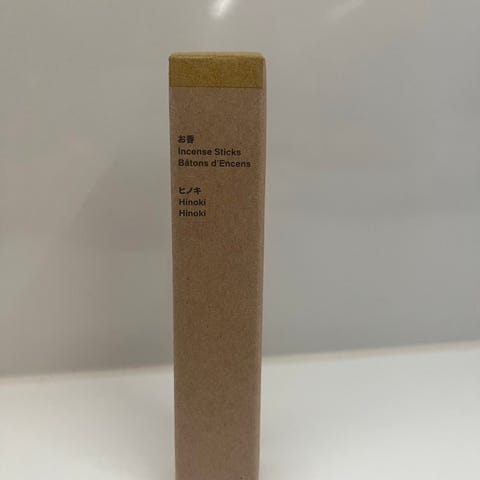 お香
Incense Sticks
Bâtons d'Encens
ヒノキ
Hinoki
Hinoki